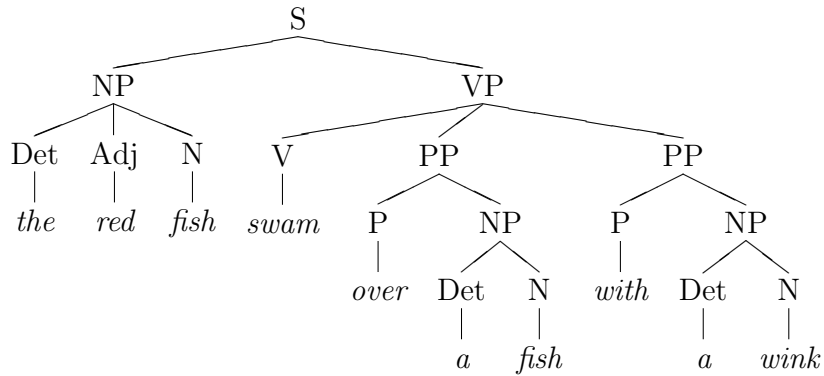 S
NP VP
Det Adj N V PP PP
the red fish swam P NP P NP
over Det N with Det N
a fish a wink